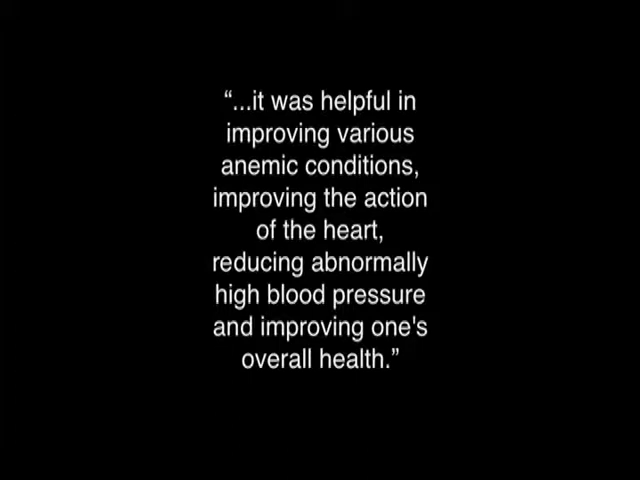 “...it was helpful in
improving various
anemic conditions,
improving the action
of the heart,
reducing abnormally
high blood pressure
and improving one's
overall health.”